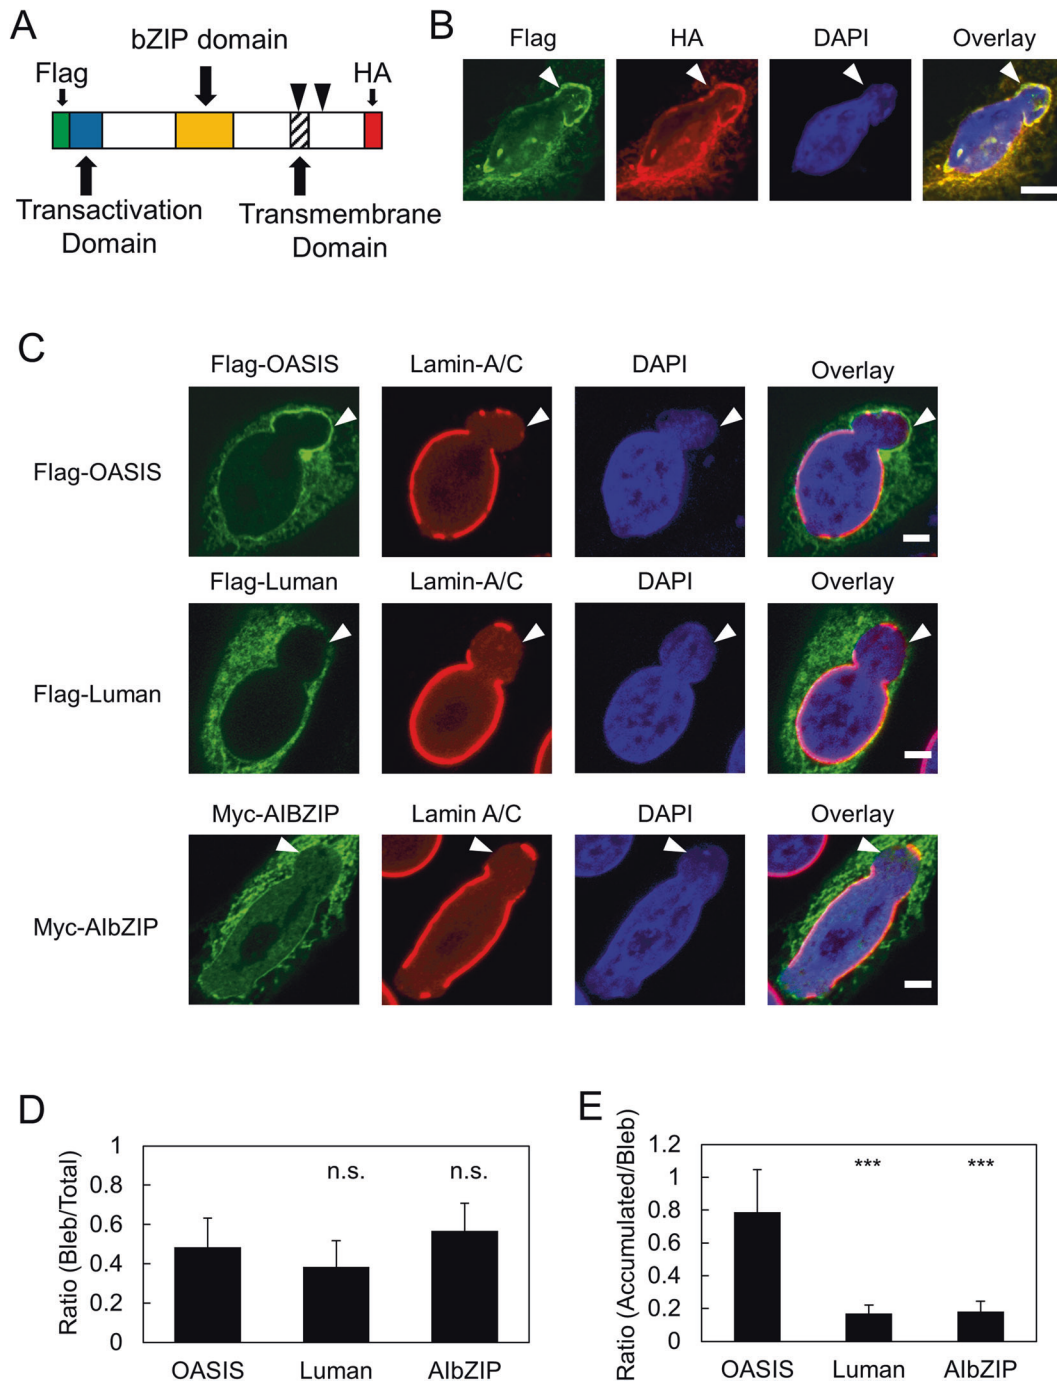 A
bZIP domain
Flag
HA
Transactivation
Domain
Transmembrane
Domain
B
Flag
HA
DAPI
Overlay
C
Flag-OASIS
Lamin-A/C
DAPI
Overlay
Flag-OASIS
Flag-Luman
Lamin-A/C
DAPI
Overlay
Flag-Luman
Myc-AIBZIP
Lamin A/C
DAPI
Overlay
Myc-AlbZIP
D
Ratio (Bleb/Total)
1
0.8
0.6
0.4
0.2
0
n.s.
n.s.
OASIS
Luman
AlbZIP
E
Ratio (Accumulated/Bleb)
1.2
1
0.8
0.6
0.4
0.2
0
***
***
OASIS
Luman
AlbZIP